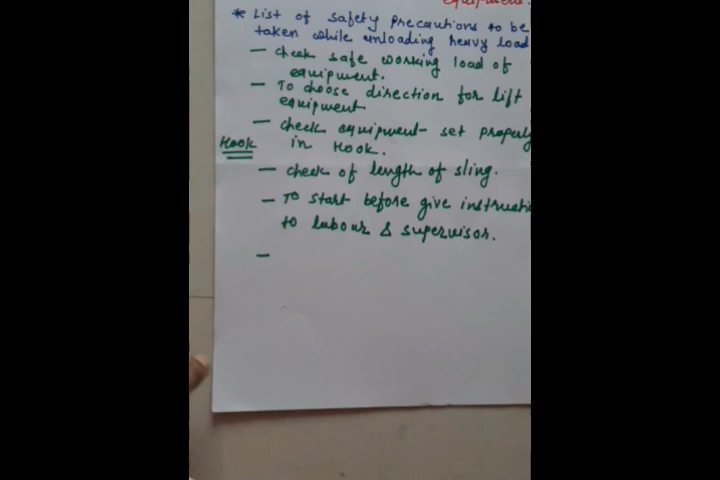 equipment.
* List of safety precautions to be
taken while unloading heavy load
- check safe working load of
equipment.
- To choose direction for lift
equipment
- check equipment set properly
Hook in Hook.
- check of length of sling.
- To start before give instructi
to labour & supervisor.
-